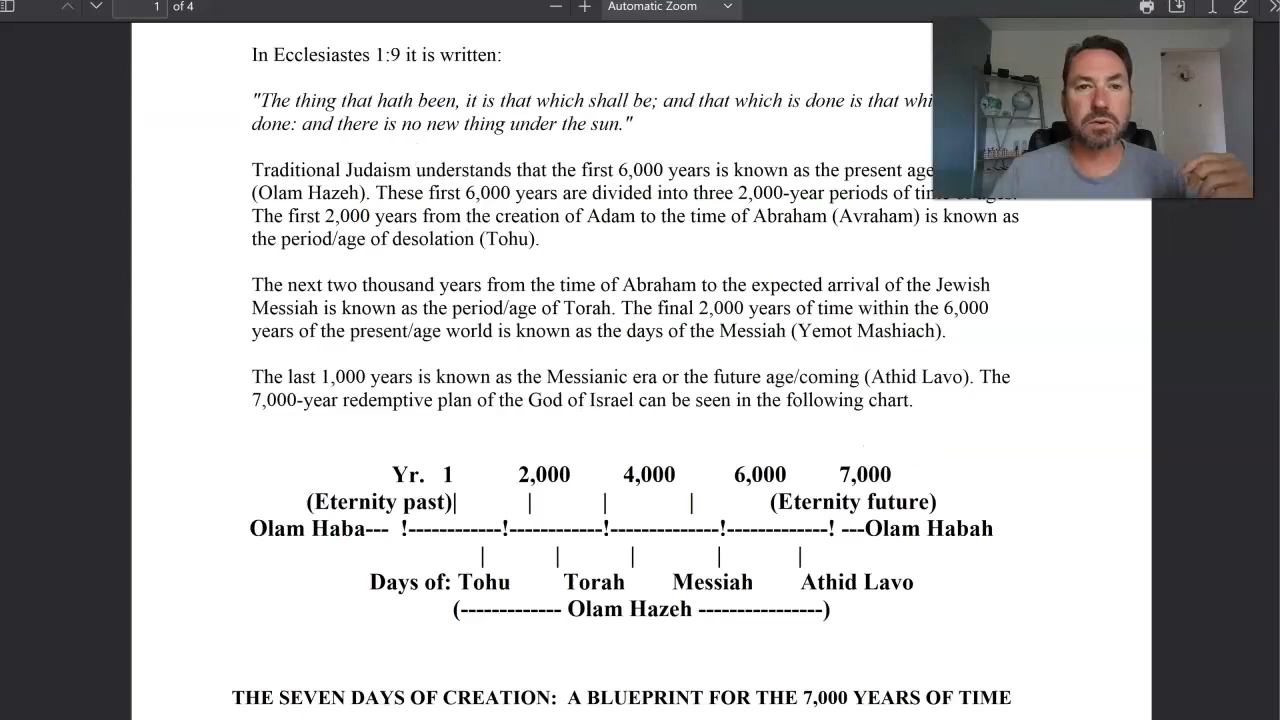 1 of 4
Automatic Zoom
In Ecclesiastes 1:9 it is written:
"The thing that hath been, it is that which shall be; and that which is done is that
done: and there is no new thing under the sun."
Traditional Judaism understands that the first 6,000 years is known as the present age
(Olam Hazeh). These first 6,000 years are divided into three 2,000-year periods of
The first 2,000 years from the creation of Adam to the time of Abraham (Avraham) is known as
the period/age of desolation (Tohu).
The next two thousand years from the time of Abraham to the expected arrival of the Jewish
Messiah is known as the period/age of Torah. The final 2,000 years of time within the 6,000
years of the present/age world is known as the days of the Messiah (Yemot Mashiach).
The last 1,000 years is known as the Messianic era or the future age/coming (Athid Lavo). The
7,000-year redemptive plan of the God of Israel can be seen in the following chart.
Yr. 1 2,000 4,000 6,000 7,000
(Eternity past)| | | | (Eternity future)
Olam Haba--- !------------!------------!--------------!-------------! ---Olam Habah
| | | | |
Days of: Tohu Torah Messiah Athid Lavo
(------------- Olam Hazeh ----------------)
THE SEVEN DAYS OF CREATION: A BLUEPRINT FOR THE 7,000 YEARS OF TIME